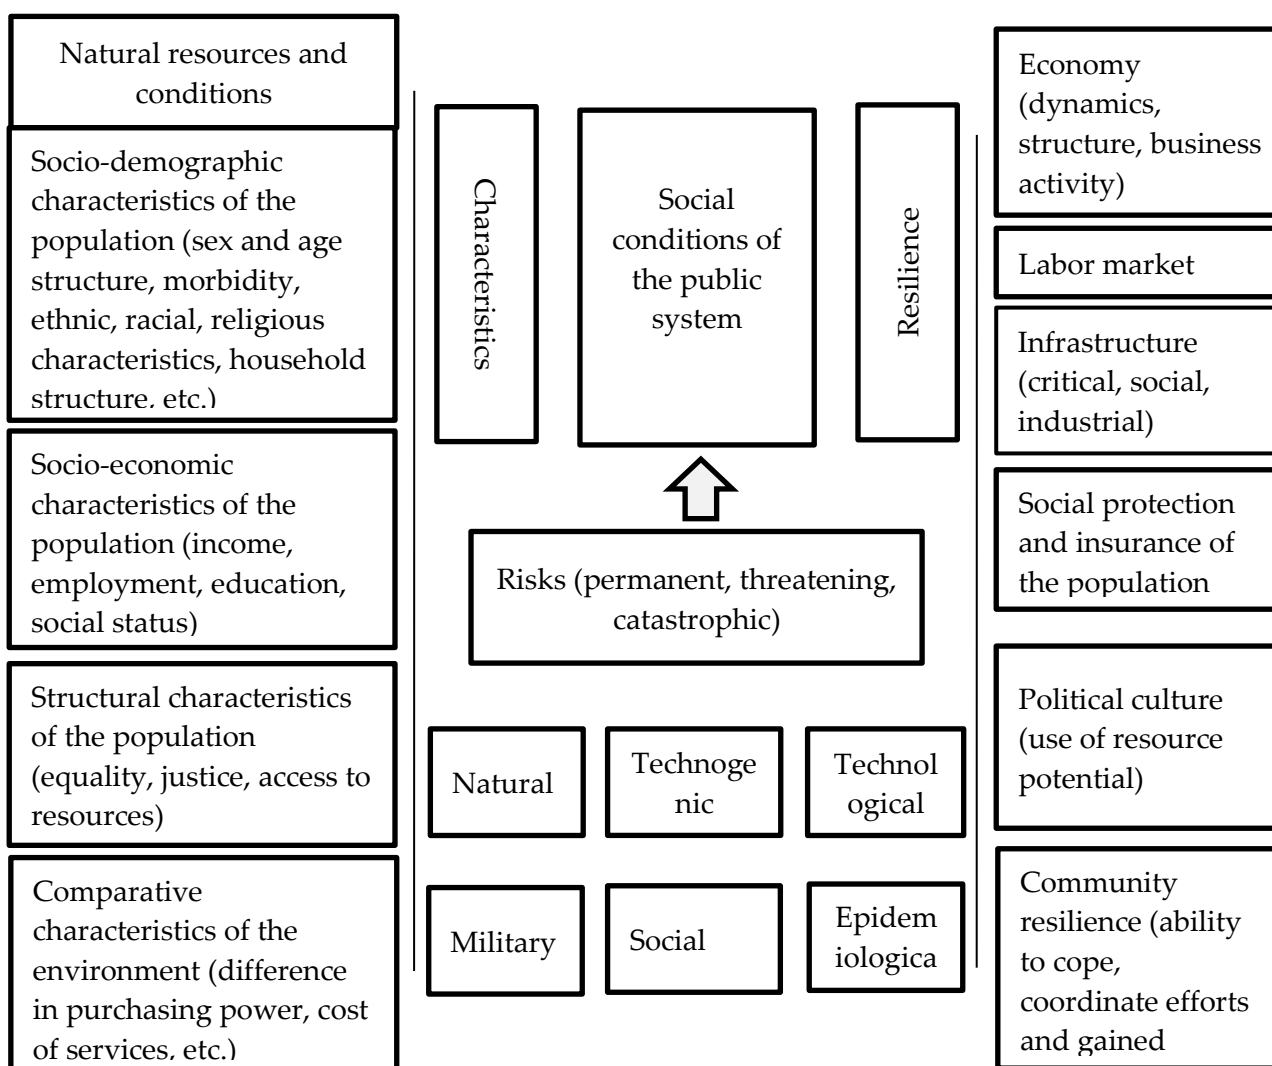 Natural resources and
conditions
Socio-demographic
characteristics of the
population (sex and age
structure, morbidity,
ethnic, racial, religious
characteristics, household
structure, etc.)
Socio-economic
characteristics of the
population (income,
employment, education,
social status)
Structural characteristics
of the population
(equality, justice, access to
resources)
Comparative
characteristics of the
environment (difference
in purchasing power, cost
of services, etc.)
Characteristics
Social
conditions of
the public
system
Resilience
Risks (permanent, threatening,
catastrophic)
Natural
Technoge
nic
Technol
ogical
Military
Social
Epidem
iologica
Economy
(dynamics,
structure, business
activity)
Labor market
Infrastructure
(critical, social,
industrial)
Social protection
and insurance of
the population
Political culture
(use of resource
potential)
Community
resilience (ability
to cope,
coordinate efforts
and gained